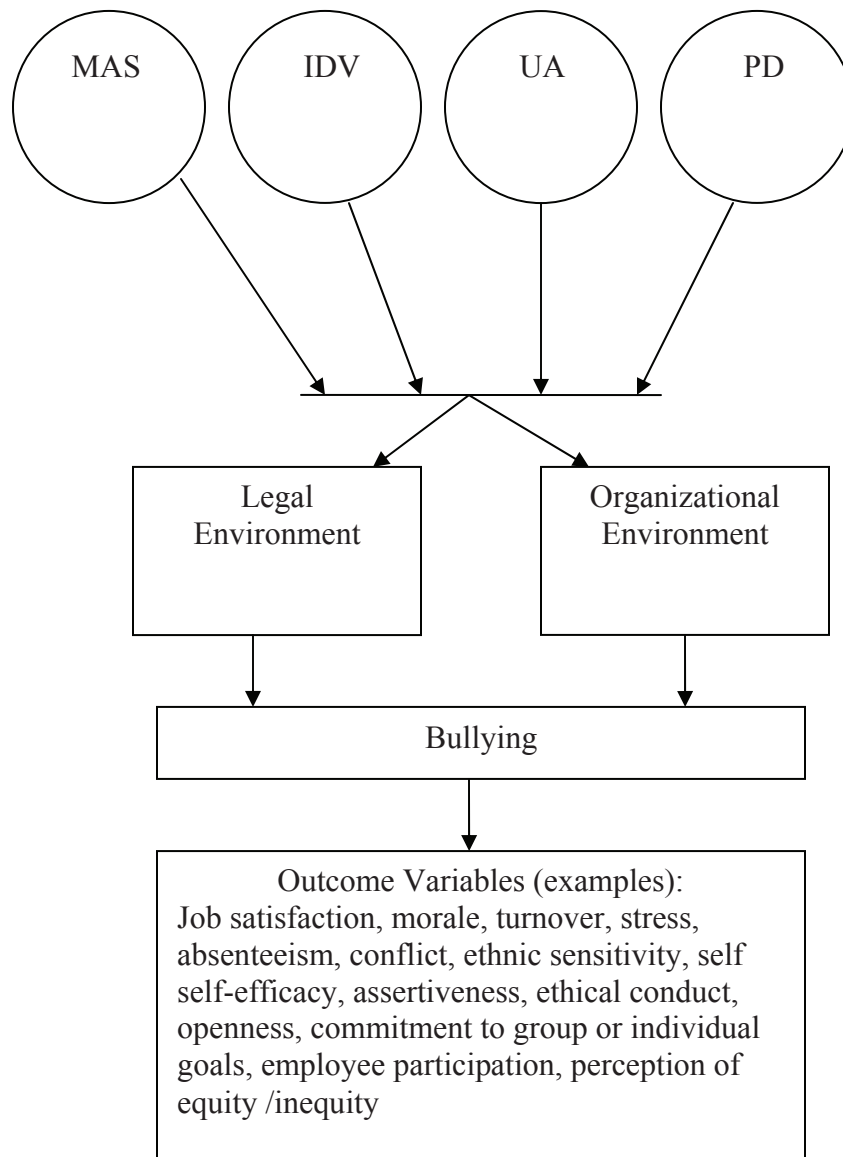 MAS
IDV
UA
PD
Legal
Environment
Organizational
Environment
Bullying
Outcome Variables (examples):
Job satisfaction, morale, turnover, stress,
absenteeism, conflict, ethnic sensitivity, self
self-efficacy, assertiveness, ethical conduct,
openness, commitment to group or individual
goals, employee participation, perception of
equity /inequity